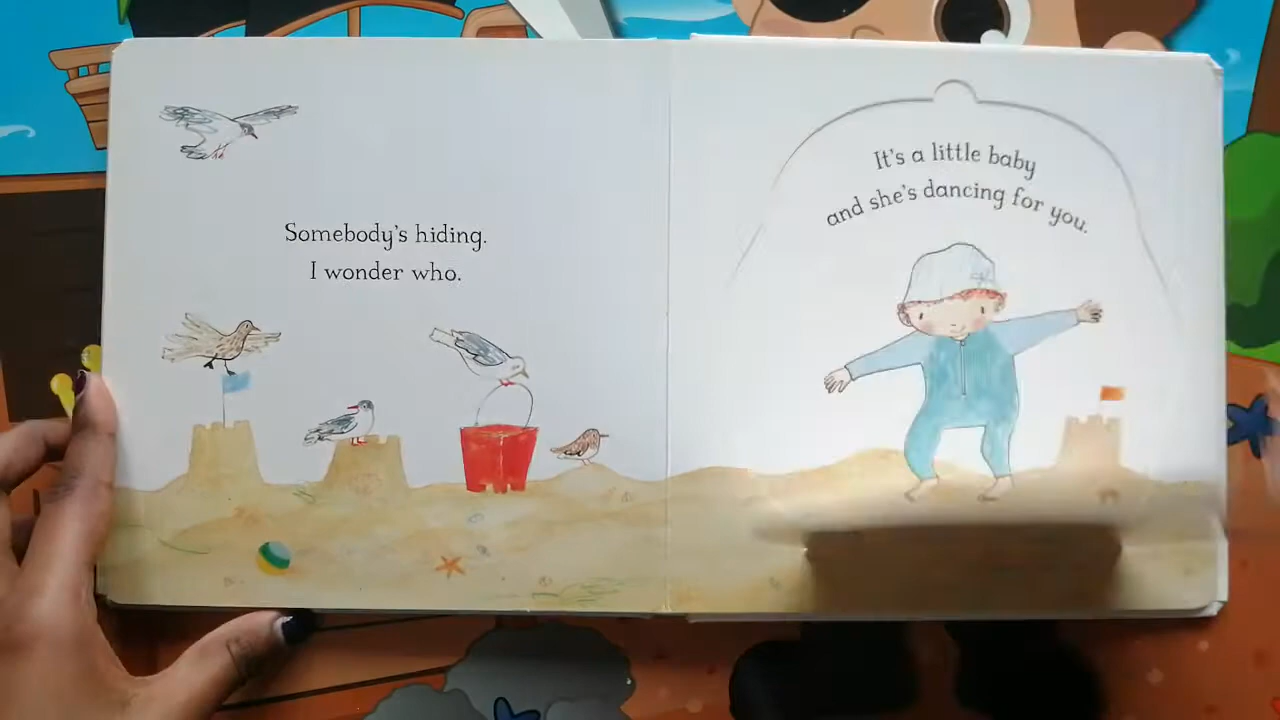 Somebody's hiding.
I wonder who.
It's a little baby
and she's dancing for you.